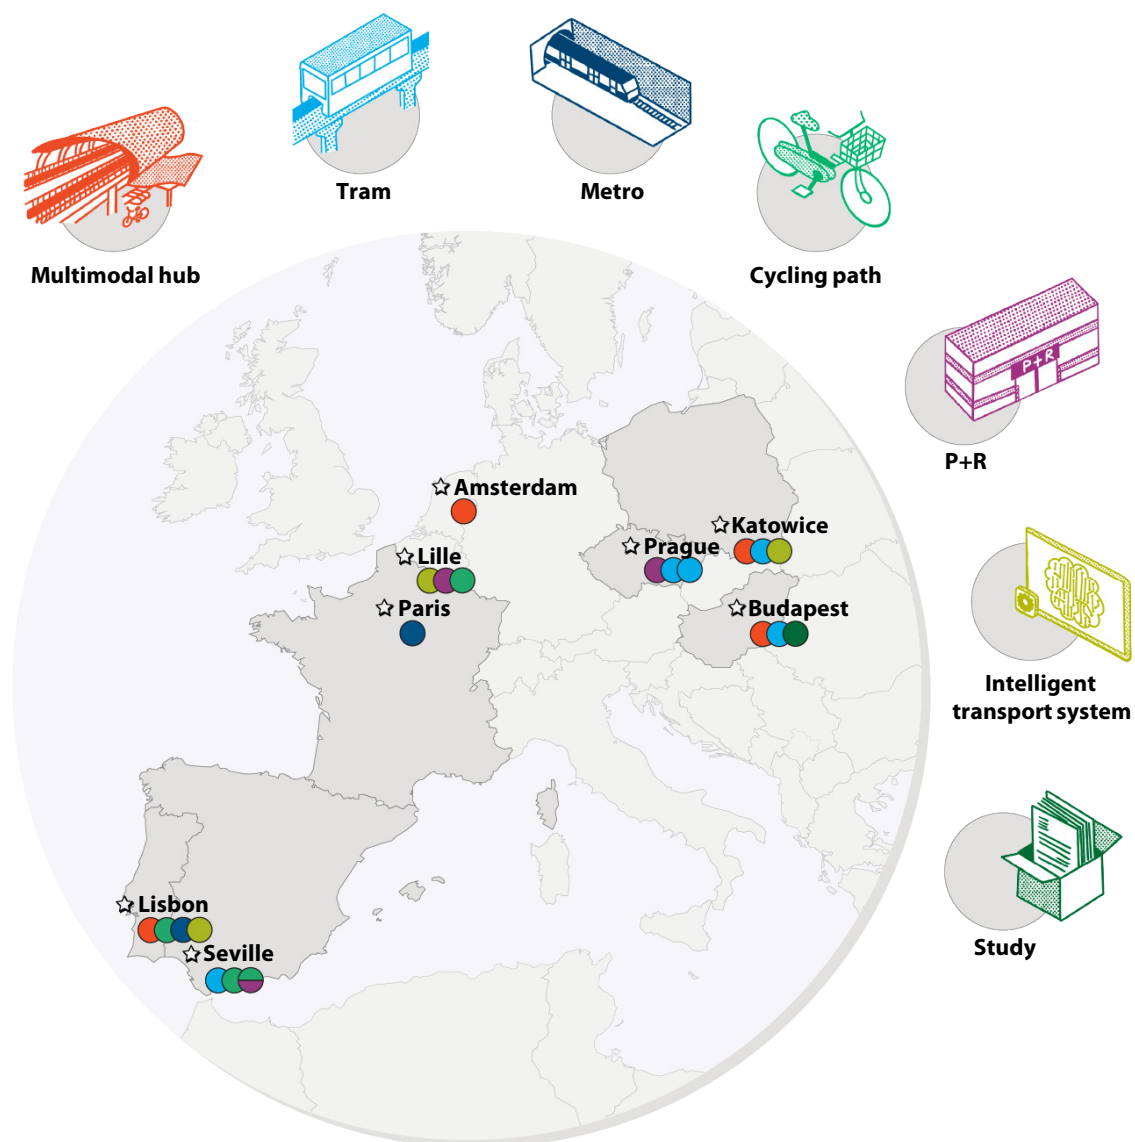 Tram
Metro
Multimodal hub
Cycling path
P+R
P+R
Amsterdam
Katowice
Prague
Lille
Paris
Budapest
Intelligent
transport system
Lisbon
Seville
Study